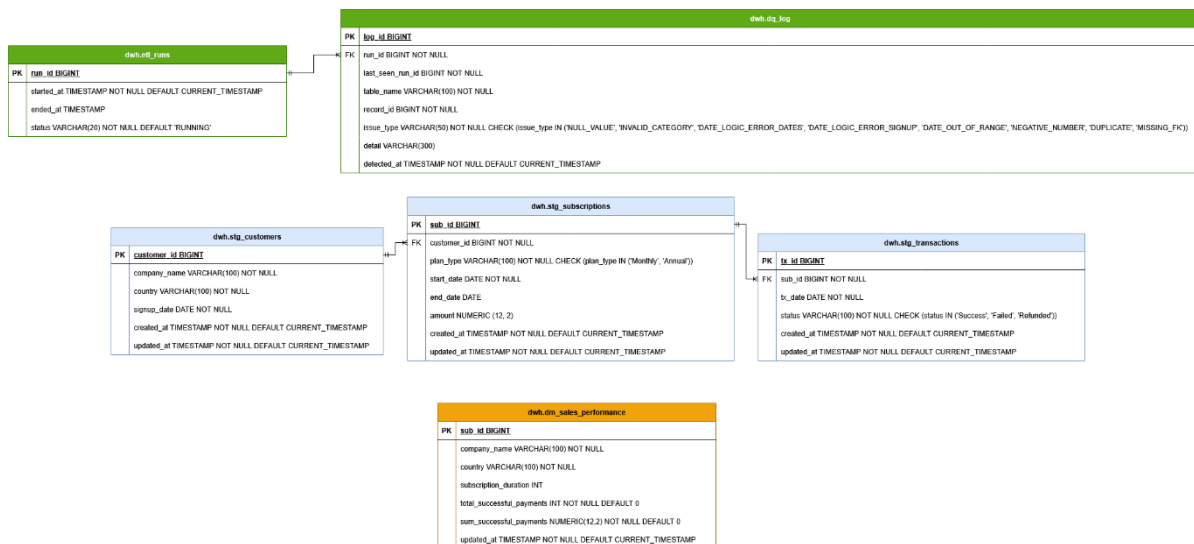 dwh.dq_log
PK log_id BIGINT
FK run_id BIGINT NOT NULL
last_seen_run_id BIGINT NOT NULL
table_name VARCHAR(100) NOT NULL
record_id BIGINT NOT NULL
issue_type VARCHAR(50) NOT NULL CHECK (issue_type IN ('NULL_VALUE', 'INVALID_CATEGORY', 'DATE_LOGIC_ERROR_DATES', 'DATE_LOGIC_ERROR_SIGNUP', 'DATE_OUT_OF_RANGE', 'NEGATIVE_NUMBER', 'DUPLICATE', 'MISSING_FK'))
detail VARCHAR(300)
detected_at TIMESTAMP NOT NULL DEFAULT CURRENT_TIMESTAMP
dwh.etl_runs
PK run_id BIGINT
started_at TIMESTAMP NOT NULL DEFAULT CURRENT_TIMESTAMP
ended_at TIMESTAMP
status VARCHAR(20) NOT NULL DEFAULT 'RUNNING'
dwh.stg_customers
PK customer_id BIGINT
company_name VARCHAR(100) NOT NULL
country VARCHAR(100) NOT NULL
signup_date DATE NOT NULL
created_at TIMESTAMP NOT NULL DEFAULT CURRENT_TIMESTAMP
updated_at TIMESTAMP NOT NULL DEFAULT CURRENT_TIMESTAMP
dwh.stg_subscriptions
PK sub_id BIGINT
FK customer_id BIGINT NOT NULL
plan_type VARCHAR(100) NOT NULL CHECK (plan_type IN ('Monthly', 'Annual'))
start_date DATE NOT NULL
end_date DATE
amount NUMERIC (12, 2)
created_at TIMESTAMP NOT NULL DEFAULT CURRENT_TIMESTAMP
updated_at TIMESTAMP NOT NULL DEFAULT CURRENT_TIMESTAMP
dwh.stg_transactions
PK tx_id BIGINT
FK sub_id BIGINT NOT NULL
tx_date DATE NOT NULL
status VARCHAR(100) NOT NULL CHECK (status IN ('Success', 'Failed', 'Refunded'))
created_at TIMESTAMP NOT NULL DEFAULT CURRENT_TIMESTAMP
updated_at TIMESTAMP NOT NULL DEFAULT CURRENT_TIMESTAMP
dwh.dm_sales_performance
PK sub_id BIGINT
company_name VARCHAR(100) NOT NULL
country VARCHAR(100) NOT NULL
subscription_duration INT
total_successful_payments INT NOT NULL DEFAULT 0
sum_successful_payments NUMERIC(12,2) NOT NULL DEFAULT 0
updated_at TIMESTAMP NOT NULL DEFAULT CURRENT_TIMESTAMP